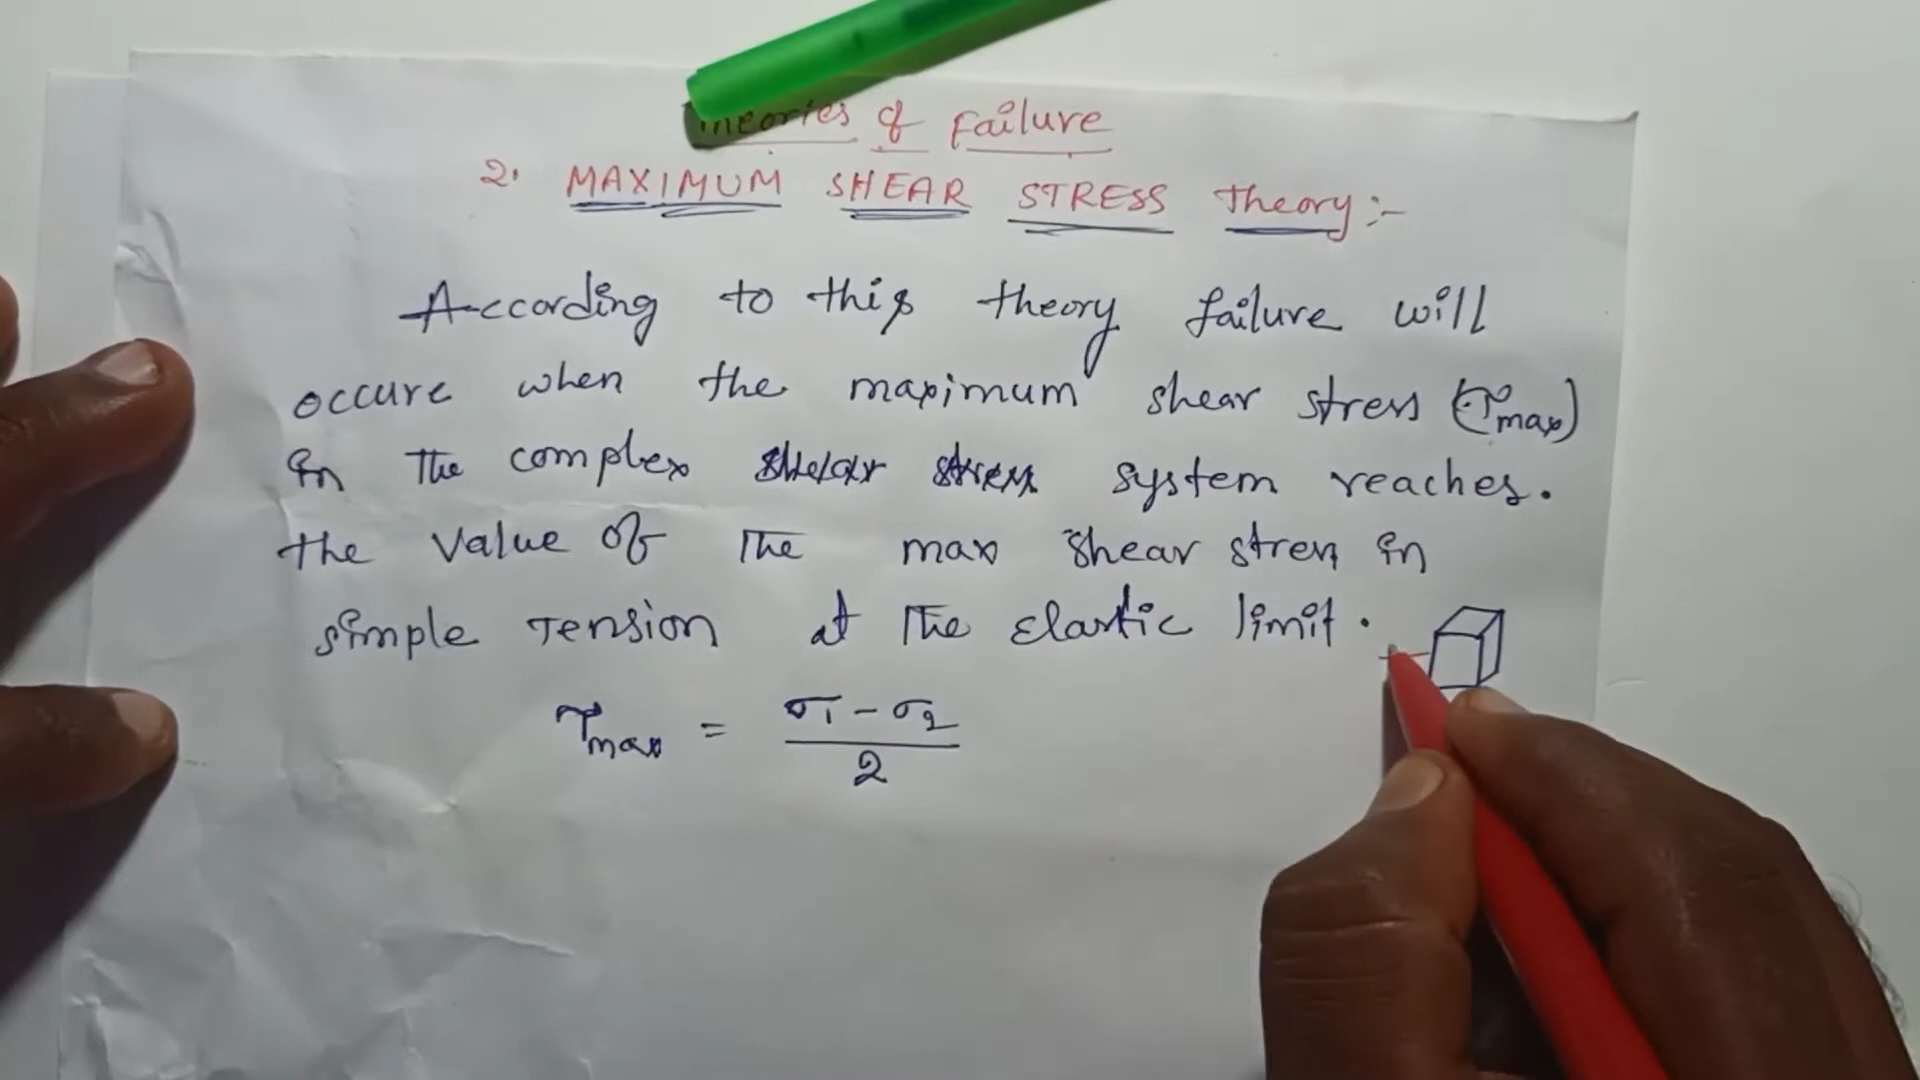 Theories of Failure
2. MAXIMUM SHEAR STRESS Theory:-
According to this theory failure will
occure when the maximum shear stress (τmax)
in the complex shear stress system reaches.
the value of the max shear stress in
simple Tension at the elastic limit.
τmax = σ1 - σ2 / 2